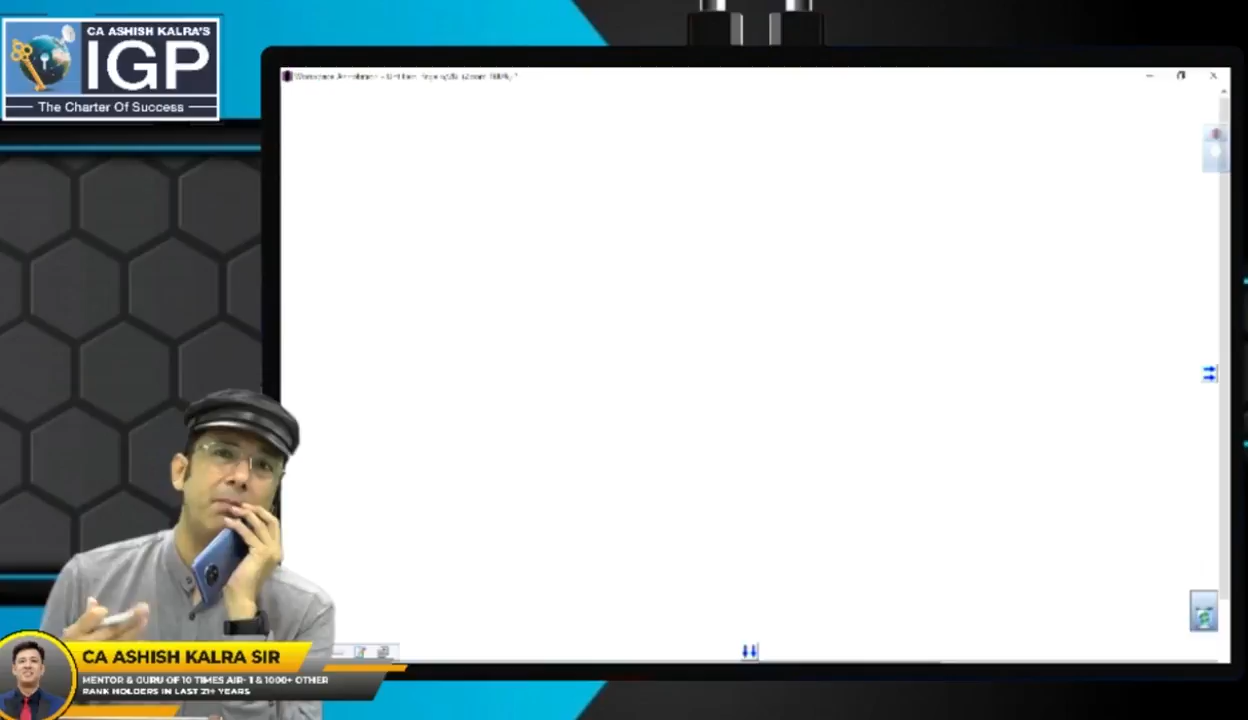 CA ASHISH KALRA'S
IGP
The Charter Of Success
CA ASHISH KALRA SIR
MENTOR & GURU OF 10 TIMES AIR-1 & 1000+ OTHER
RANK HOLDERS IN LAST 21+ YEARS